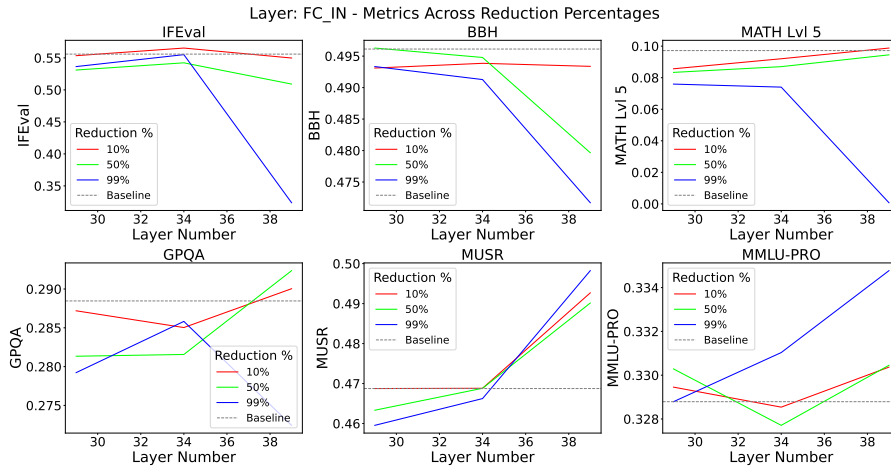 Layer: FC_IN - Metrics Across Reduction Percentages
IFEval
0.55
0.50
0.45
0.40
0.35
IFEval
Reduction %
10%
50%
99%
Baseline
30 32 34 36 38
Layer Number
BBH
0.495
0.490
0.485
0.480
0.475
BBH
Reduction %
10%
50%
99%
Baseline
30 32 34 36 38
Layer Number
MATH Lvl 5
0.10
0.08
0.06
0.04
0.02
0.00
MATH Lvl 5
Reduction %
10%
50%
99%
Baseline
30 32 34 36 38
Layer Number
GPQA
0.290
0.285
0.280
0.275
GPQA
Reduction %
10%
50%
99%
Baseline
30 32 34 36 38
Layer Number
MUSR
0.50
0.49
0.48
0.47
0.46
MUSR
Reduction %
10%
50%
99%
Baseline
30 32 34 36 38
Layer Number
MMLU-PRO
0.334
0.332
0.330
0.328
MMLU-PRO
Reduction %
10%
50%
99%
Baseline
30 32 34 36 38
Layer Number